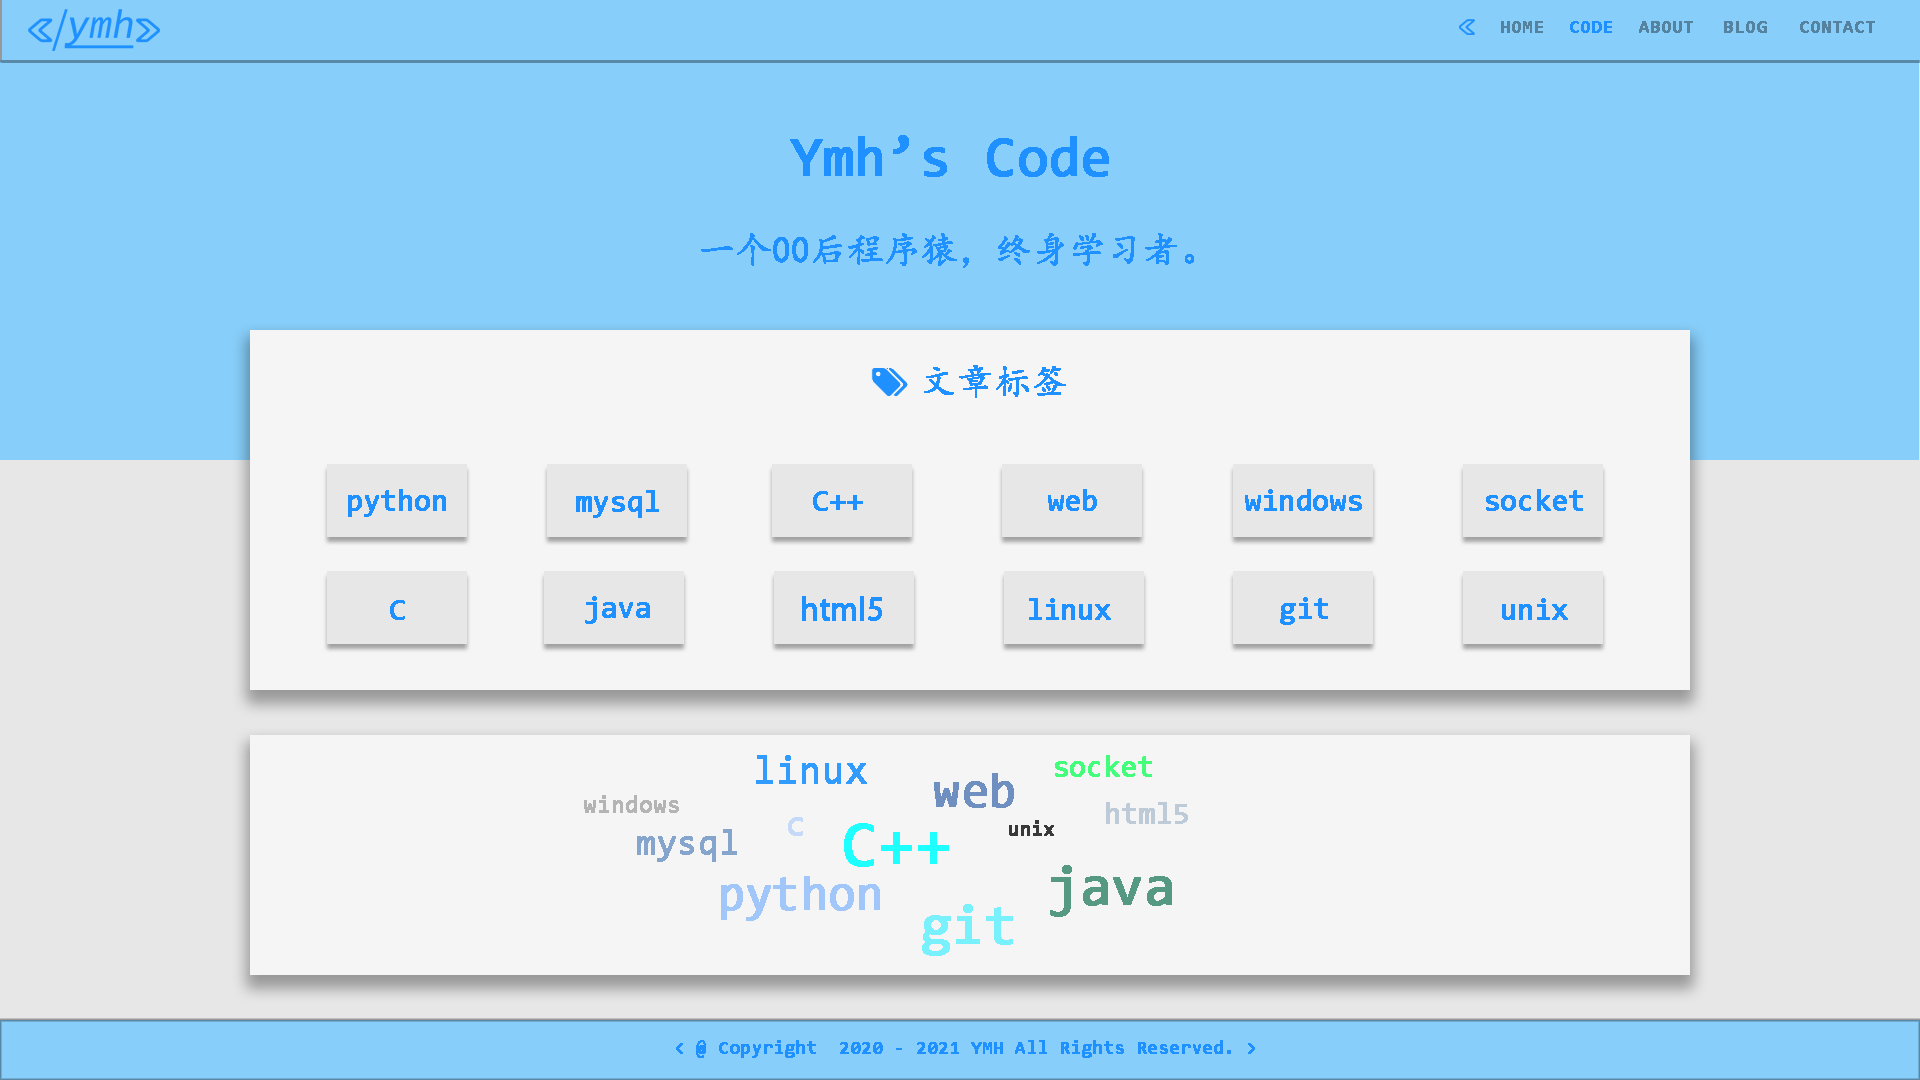 </ymh>
HOME CODE ABOUT BLOG CONTACT
Ymh’s Code
一个00后程序猿，终身学习者。
文章标签
python mysql C++ web windows socket
C java html5 linux git unix
linux web socket
windows html5
mysql C C++ unix
python java
git
< @ Copyright 2020 - 2021 YMH All Rights Reserved. >